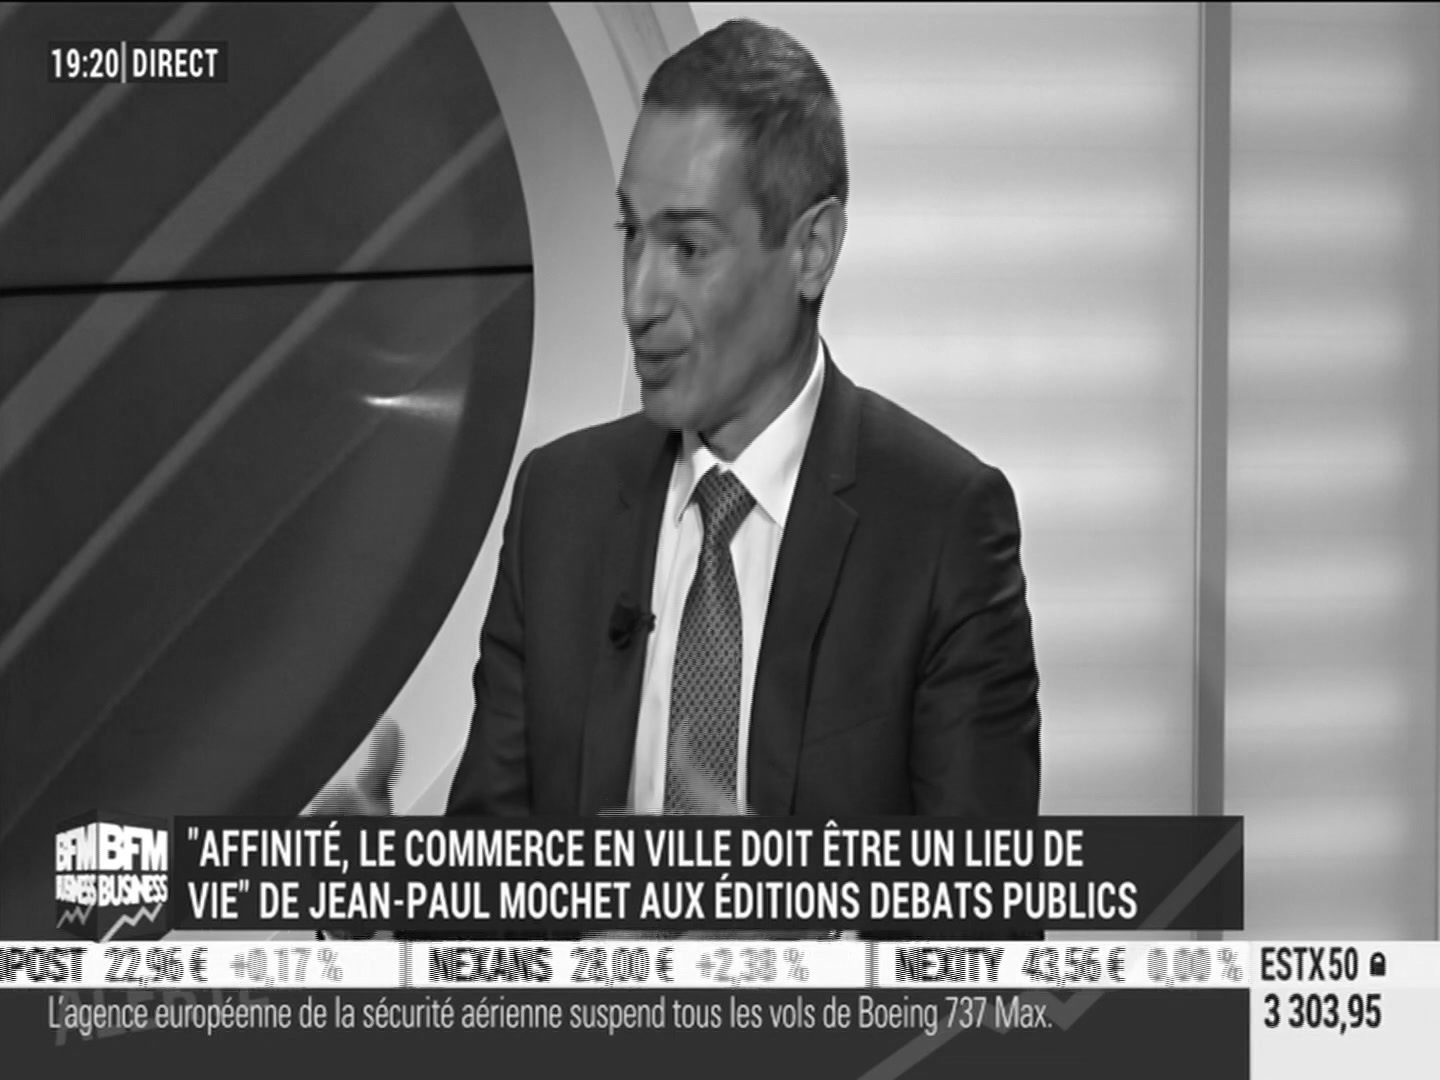 19:20 DIRECT
BFM BFM
BUSINESS BUSINESS
"AFFINITÉ, LE COMMERCE EN VILLE DOIT ÊTRE UN LIEU DE
VIE" DE JEAN-PAUL MOCHET AUX ÉDITIONS DEBATS PUBLICS
POST 22,96 € +0,17 % NEXANS 28,00 € +2,38 % NEXITY 43,56 € 0,00 % ESTX50
3 303,95
ALERTE
L'agence européenne de la sécurité aérienne suspend tous les vols de Boeing 737 Max.